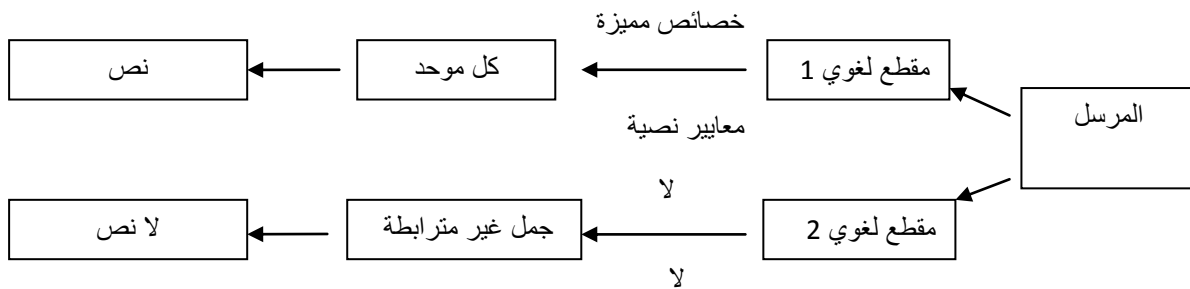 خصائص مميزة
مقطع لغوي 1
كل موحد
نص
المرسل
معايير نصية
لا
مقطع لغوي 2
جمل غير مترابطة
لا نص
لا